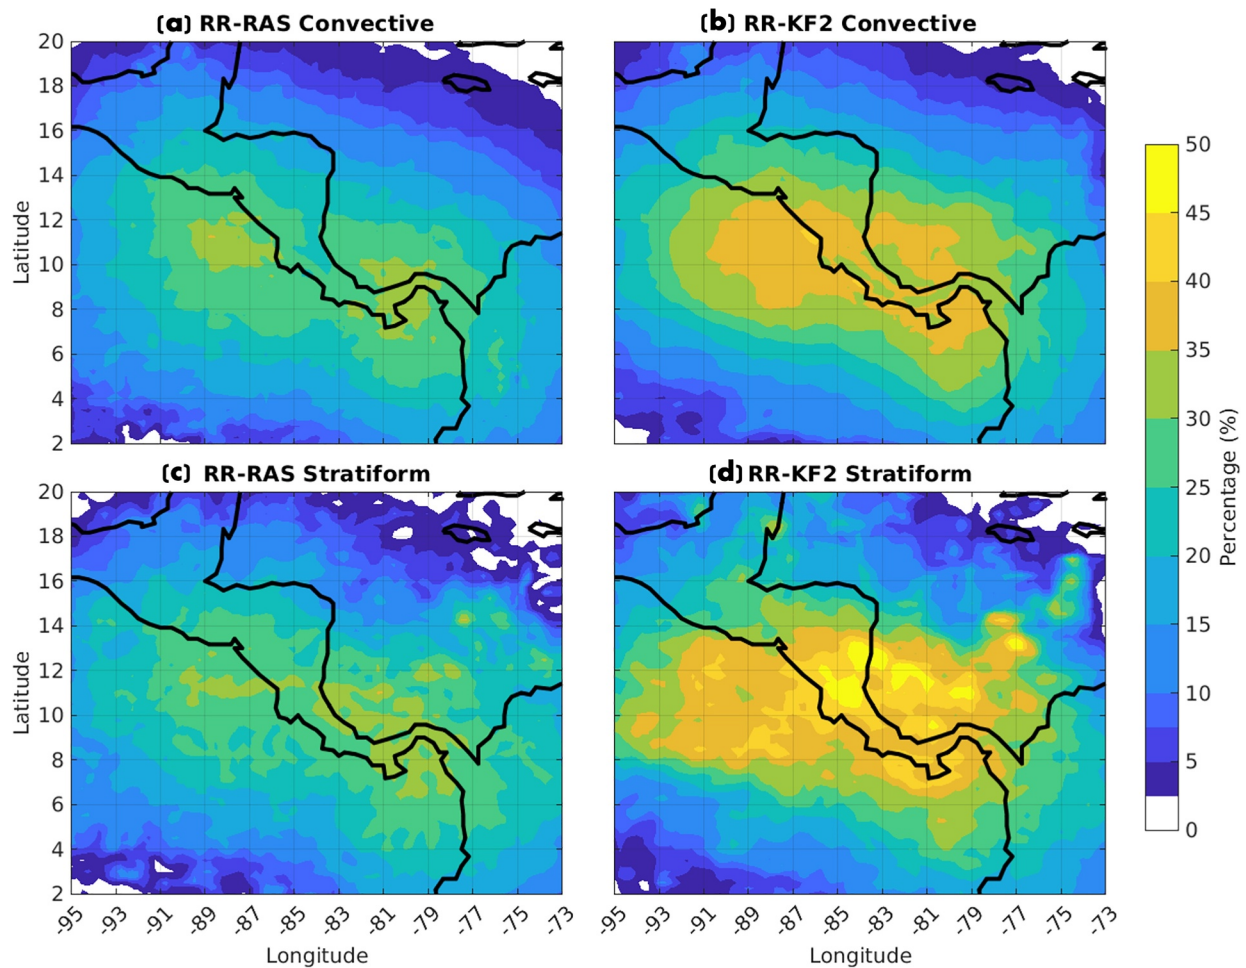 (a) RR-RAS Convective
(b) RR-KF2 Convective
20
18
16
14
12
10
8
6
4
2
Latitude
50
45
40
35
30
25
20
15
10
5
0
Percentage (%)
(c) RR-RAS Stratiform
(d) RR-KF2 Stratiform
20
18
16
14
12
10
8
6
4
2
Latitude
-95 -93 -91 -89 -87 -85 -83 -81 -79 -77 -75 -73
Longitude
-95 -93 -91 -89 -87 -85 -83 -81 -79 -77 -75 -73
Longitude